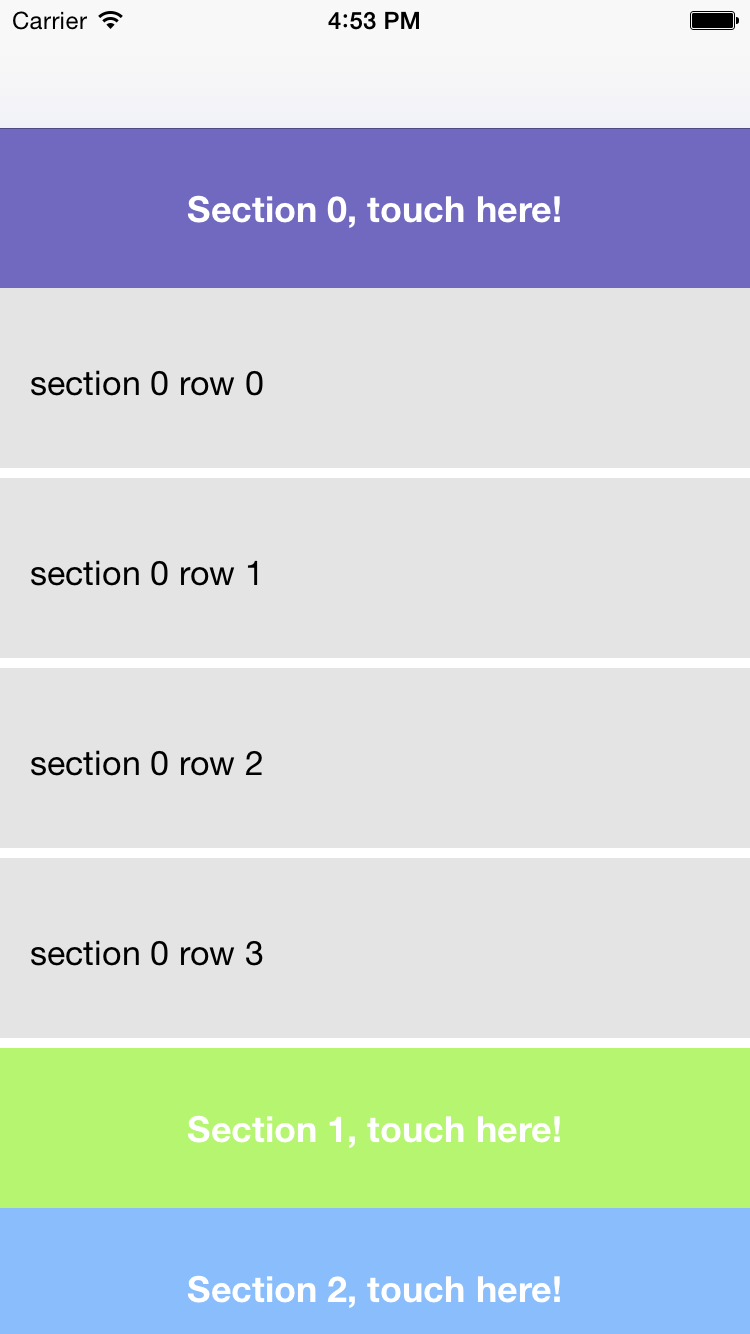 Carrier 4:53 PM
Section 0, touch here!
section 0 row 0
section 0 row 1
section 0 row 2
section 0 row 3
Section 1, touch here!
Section 2, touch here!